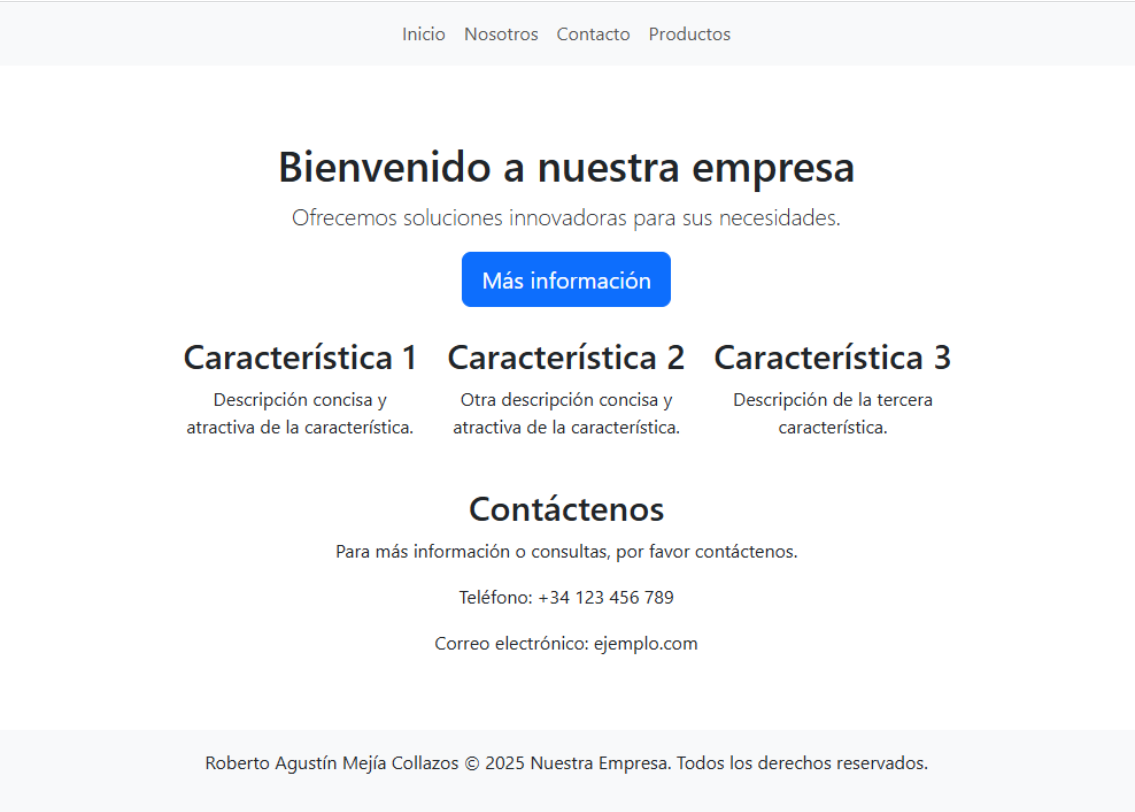 Inicio Nosotros Contacto Productos
Bienvenido a nuestra empresa
Ofrecemos soluciones innovadoras para sus necesidades.
Más información
Característica 1
Descripción concisa y
atractiva de la característica.
Característica 2
Otra descripción concisa y
atractiva de la característica.
Característica 3
Descripción de la tercera
característica.
Contáctenos
Para más información o consultas, por favor contáctenos.
Teléfono: +34 123 456 789
Correo electrónico: ejemplo.com
Roberto Agustín Mejía Collazos © 2025 Nuestra Empresa. Todos los derechos reservados.